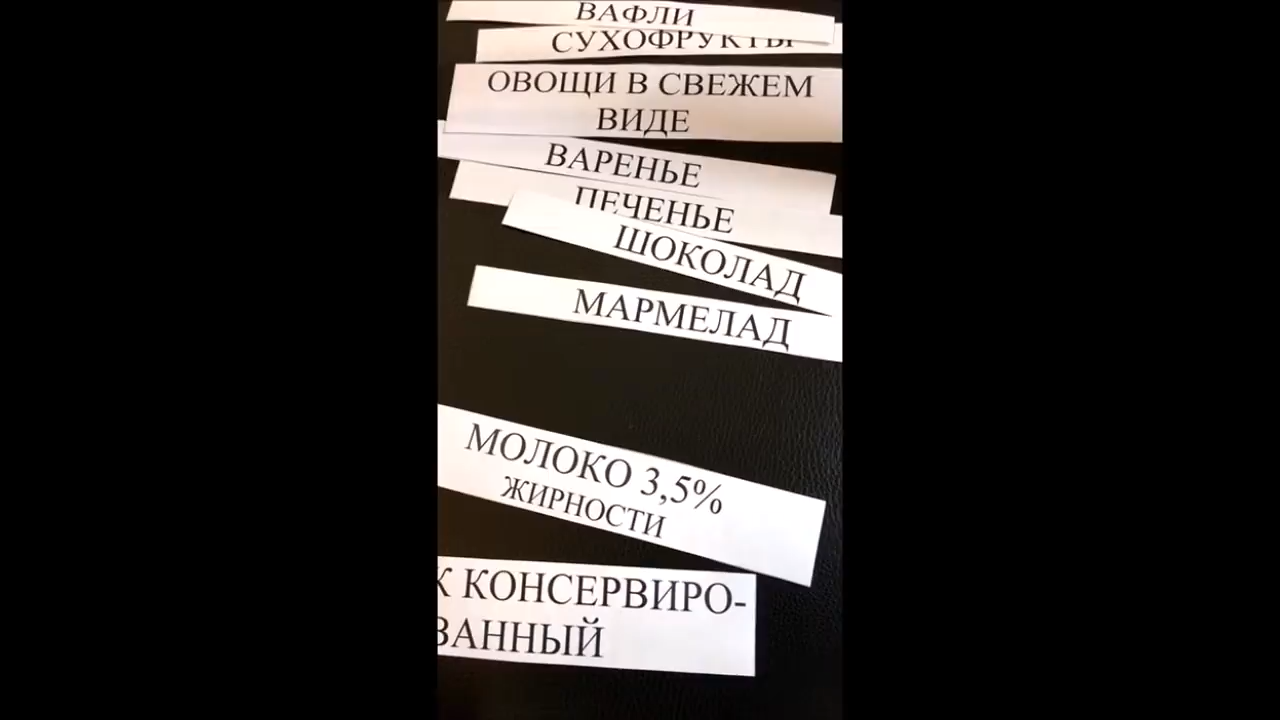 ВАФЛИ
СУХОФРУКТЫ
ОВОЩИ В СВЕЖЕМ
ВИДЕ
ВАРЕНЬЕ
ПЕЧЕНЬЕ
ШОКОЛАД
МАРМЕЛАД
МОЛОКО 3,5%
ЖИРНОСТИ
К КОНСЕРВИРО-
ВАННЫЙ